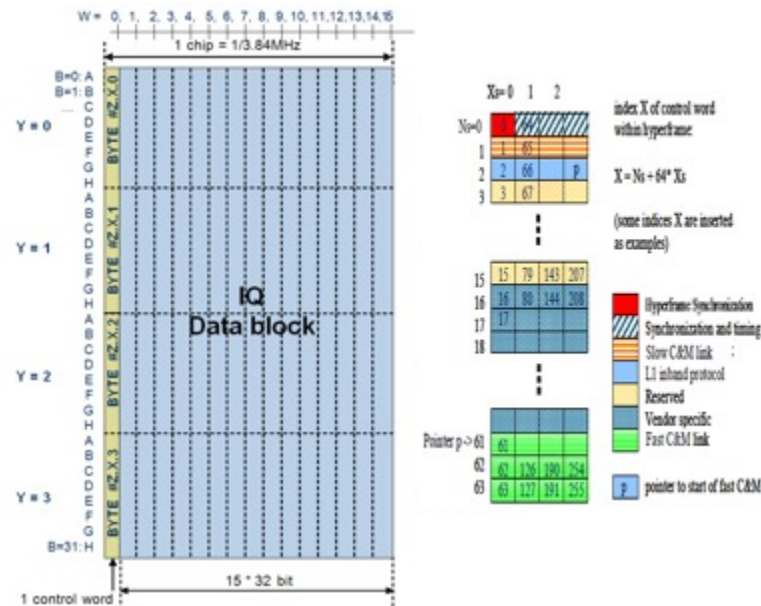 W = 0, 1, 2, 3, 4, 5, 6, 7, 8, 9, 10, 11, 12, 13, 14, 15
1 chip = 1/3.84MHz
B=0: A
B=1: B
... C
D
E
F
G
H
Y = 0
BYTE #Z.X.0
A
B
C
D
E
F
G
H
Y = 1
BYTE #Z.X.1
IQ
Data block
A
B
C
D
E
F
G
H
Y = 2
BYTE #Z.X.2
A
B
C
D
E
F
G
B=31: H
Y = 3
BYTE #Z.X.3
15 * 32 bit
1 control word
Xs= 0 1 2
Ns=0
1 1 65
2 2 66 p
3 3 67
15 15 79 143 207
16 16 80 144 208
17 17
18
Pointer p -> 61 61
62 62 126 190 254
63 63 127 191 255
index X of control word
within hyperframe:
X = Ns + 64* Xs
(some indices X are inserted
as examples)
Hyperframe Synchronization
Synchronization and timing
Slow C&M link :
L1 inband protocol
Reserved
Vendor specific
Fast C&M link
p pointer to start of fast C&M